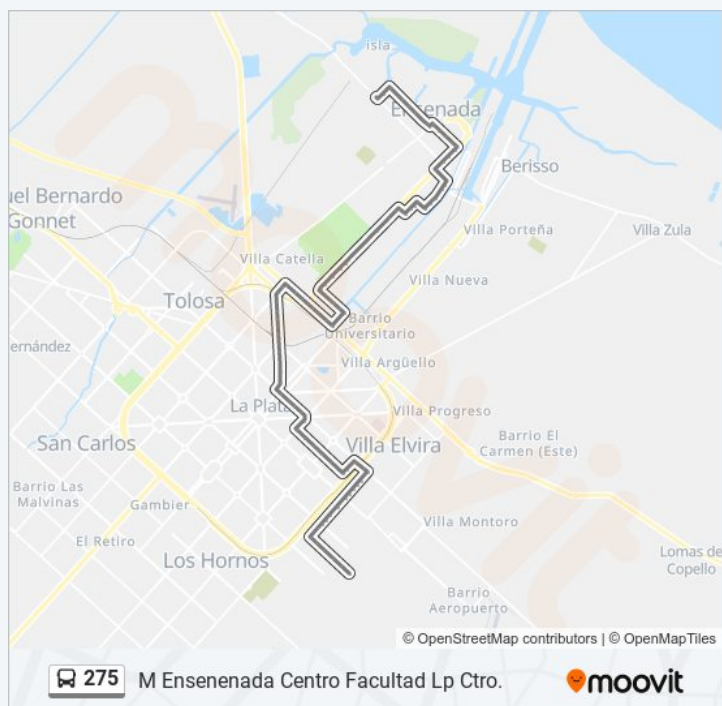 isla
Ensenada
Berisso
uel Bernardo
Gonnet
Villa Porteña
Villa Zula
Villa Catella
Villa Nueva
Tolosa
Barrio
Universitario
ernández
Villa Argüello
La Plata
Villa Progreso
San Carlos
Villa Elvira
Barrio El
Carmen (Este)
Barrio Las
Malvinas
Gambier
Villa Montoro
El Retiro
Los Hornos
Lomas de
Copello
Barrio
Aeropuerto
© OpenStreetMap contributors | © OpenMapTiles
275 M Ensenenada Centro Facultad Lp Ctro.
moovit